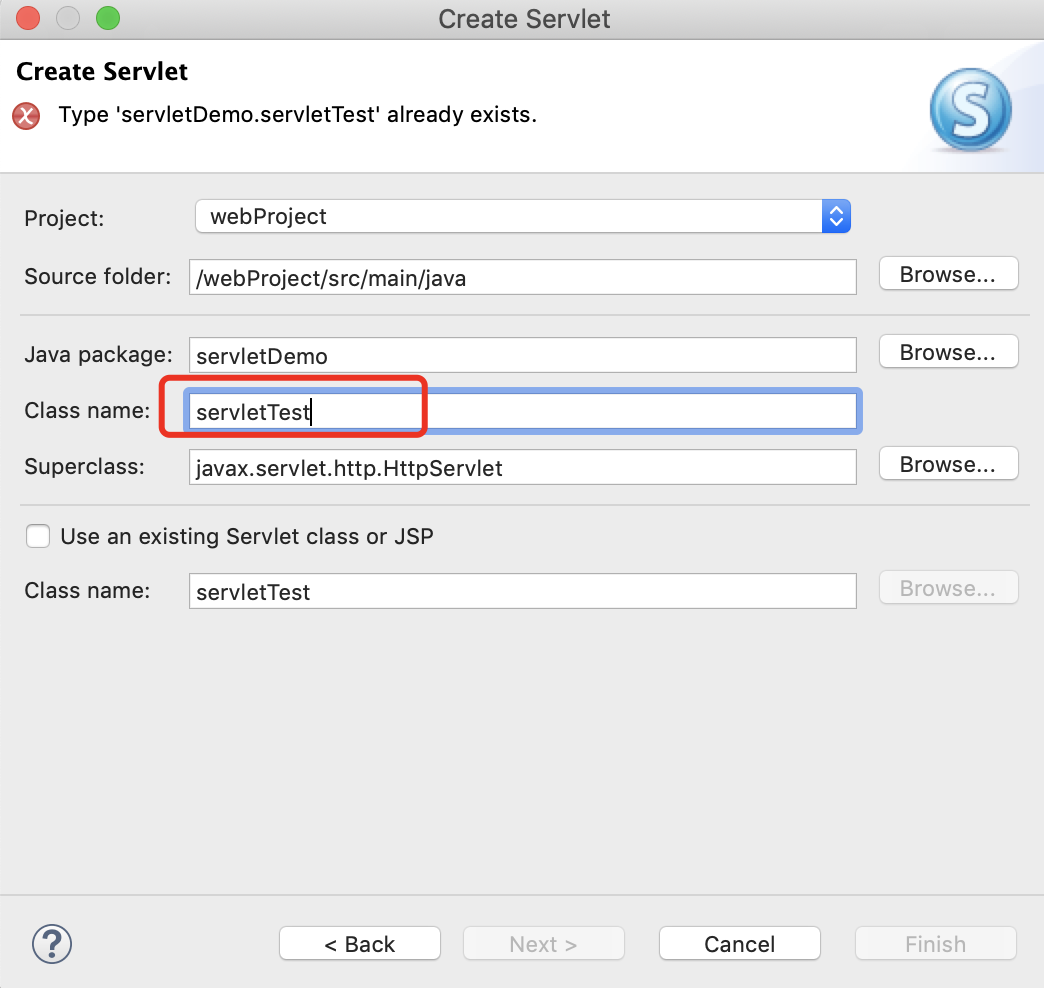 Create Servlet
Create Servlet
Type 'servletDemo.servletTest' already exists.
S
Project: webProject
Source folder: /webProject/src/main/java Browse...
Java package: servletDemo Browse...
Class name: servletTest
Superclass: javax.servlet.http.HttpServlet Browse...
Use an existing Servlet class or JSP
Class name: servletTest Browse...
? < Back Next > Cancel Finish